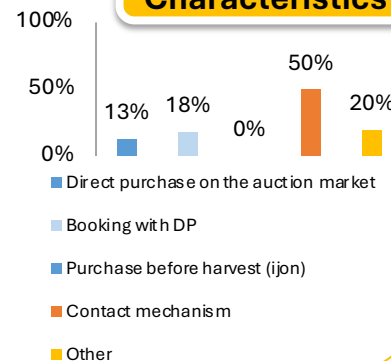 Characteristics
100%
50%
0%
13%
18%
0%
50%
20%
Direct purchase on the auction market
Booking with DP
Purchase before harvest (ijon)
Contact mechanism
Other